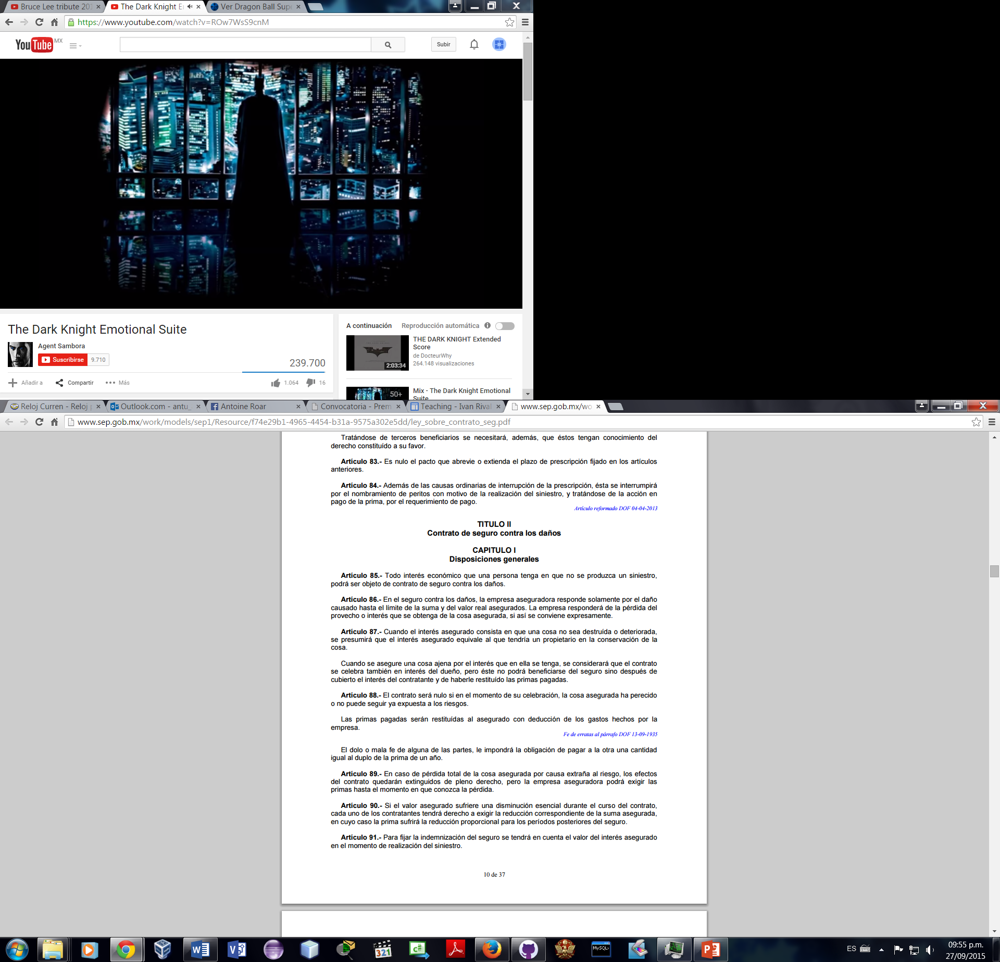 Bruce Lee tribute 201
The Dark Knight E
Ver Dragon Ball Supe
https://www.youtube.com/watch?v=ROw7WsS9cnM
YouTube MX
Subir
The Dark Knight Emotional Suite
Agent Sambora
Suscribirse 9.710
239.700
Añadir a Compartir Más 1.064 16
A continuación Reproducción automática
THE DARK KNIGHT Extended
Score
de DocteurWhy
264.148 visualizaciones
2:03:34
Mix - The Dark Knight Emotional
Suite
50+
Reloj Curren - Reloj
Outlook.com - antu_
Antoine Roar
Convocatoria - Prem
Teaching - Ivan Rival
www.sep.gob.mx/wo
www.sep.gob.mx/work/models/sep1/Resource/f74e29b1-4965-4454-b31a-9575a302e5dd/ley_sobre_contrato_seg.pdf
Tratándose de terceros beneficiarios se necesitará, además, que éstos tengan conocimiento del
derecho constituído a su favor.
Artículo 83.- Es nulo el pacto que abrevie o extienda el plazo de prescripción fijado en los artículos
anteriores.
Artículo 84.- Además de las causas ordinarias de interrupción de la prescripción, ésta se interrumpirá
por el nombramiento de peritos con motivo de la realización del siniestro, y tratándose de la acción en
pago de la prima, por el requerimiento de pago.
Artículo reformado DOF 04-04-2013
TITULO II
Contrato de seguro contra los daños
CAPITULO I
Disposiciones generales
Artículo 85.- Todo interés económico que una persona tenga en que no se produzca un siniestro,
podrá ser objeto de contrato de seguro contra los daños.
Artículo 86.- En el seguro contra los daños, la empresa aseguradora responde solamente por el daño
causado hasta el límite de la suma y del valor real asegurados. La empresa responderá de la pérdida del
provecho o interés que se obtenga de la cosa asegurada, si así se conviene expresamente.
Artículo 87.- Cuando el interés asegurado consista en que una cosa no sea destruída o deteriorada,
se presumirá que el interés asegurado equivale al que tendría un propietario en la conservación de la
cosa.
Cuando se asegure una cosa ajena por el interés que en ella se tenga, se considerará que el contrato
se celebra también en interés del dueño, pero éste no podrá beneficiarse del seguro sino después de
cubierto el interés del contratante y de haberle restituído las primas pagadas.
Artículo 88.- El contrato será nulo si en el momento de su celebración, la cosa asegurada ha perecido
o no puede seguir ya expuesta a los riesgos.
Las primas pagadas serán restituídas al asegurado con deducción de los gastos hechos por la
empresa.
Fe de erratas al párrafo DOF 13-09-1935
El dolo o mala fe de alguna de las partes, le impondrá la obligación de pagar a la otra una cantidad
igual al duplo de la prima de un año.
Artículo 89.- En caso de pérdida total de la cosa asegurada por causa extraña al riesgo, los efectos
del contrato quedarán extinguidos de pleno derecho, pero la empresa aseguradora podrá exigir las
primas hasta el momento en que conozca la pérdida.
Artículo 90.- Si el valor asegurado sufriere una disminución esencial durante el curso del contrato,
cada uno de los contratantes tendrá derecho a exigir la reducción correspondiente de la suma asegurada,
en cuyo caso la prima sufrirá la reducción proporcional para los períodos posteriores del seguro.
Artículo 91.- Para fijar la indemnización del seguro se tendrá en cuenta el valor del interés asegurado
en el momento de realización del siniestro.
10 de 37
321
C#
MySQL>
ES
09:55 p.m.
27/09/2015